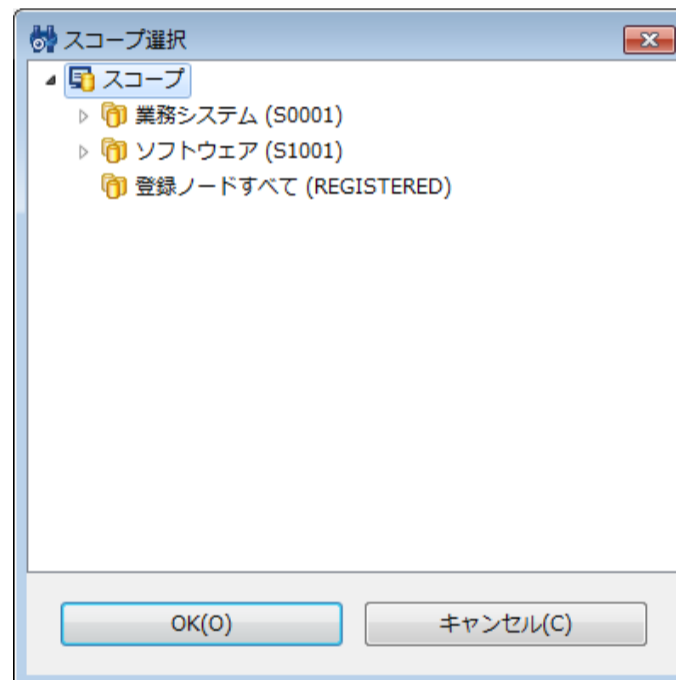 スコープ選択
スコープ
業務システム (S0001)
ソフトウェア (S1001)
登録ノードすべて (REGISTERED)
OK(O)
キャンセル(C)